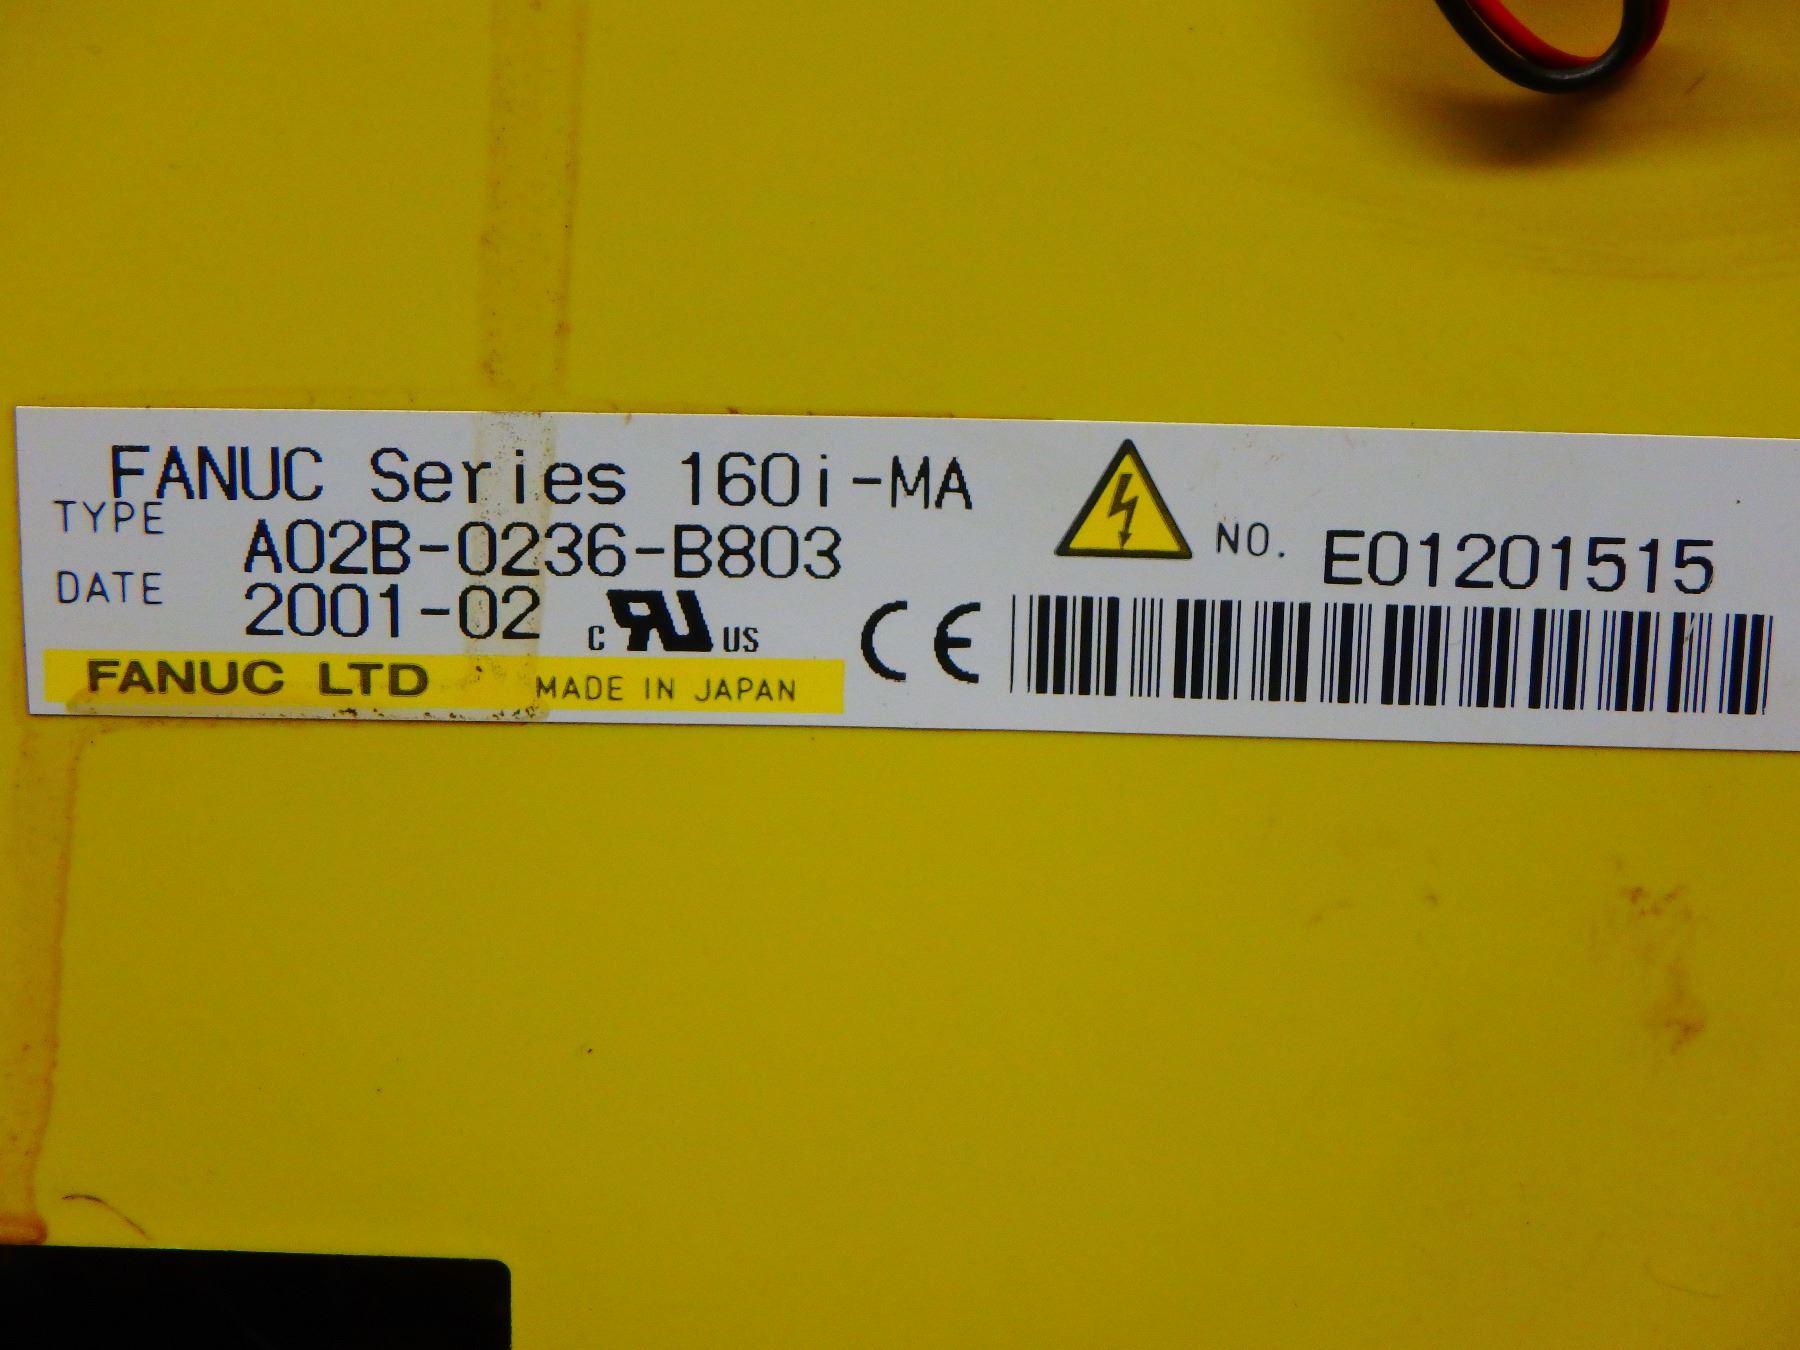 FANUC Series 160i-MA
TYPE A02B-0236-B803
DATE 2001-02
c RU US
CE
FANUC LTD MADE IN JAPAN
NO. E01201515